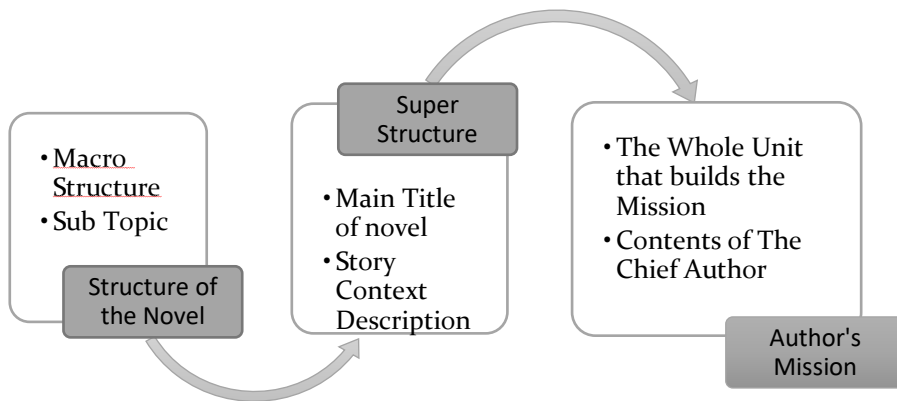 • Macro
Structure
• Sub Topic
Structure of
the Novel
Super
Structure
• Main Title
of novel
• Story
Context
Description
• The Whole Unit
that builds the
Mission
• Contents of The
Chief Author
Author's
Mission